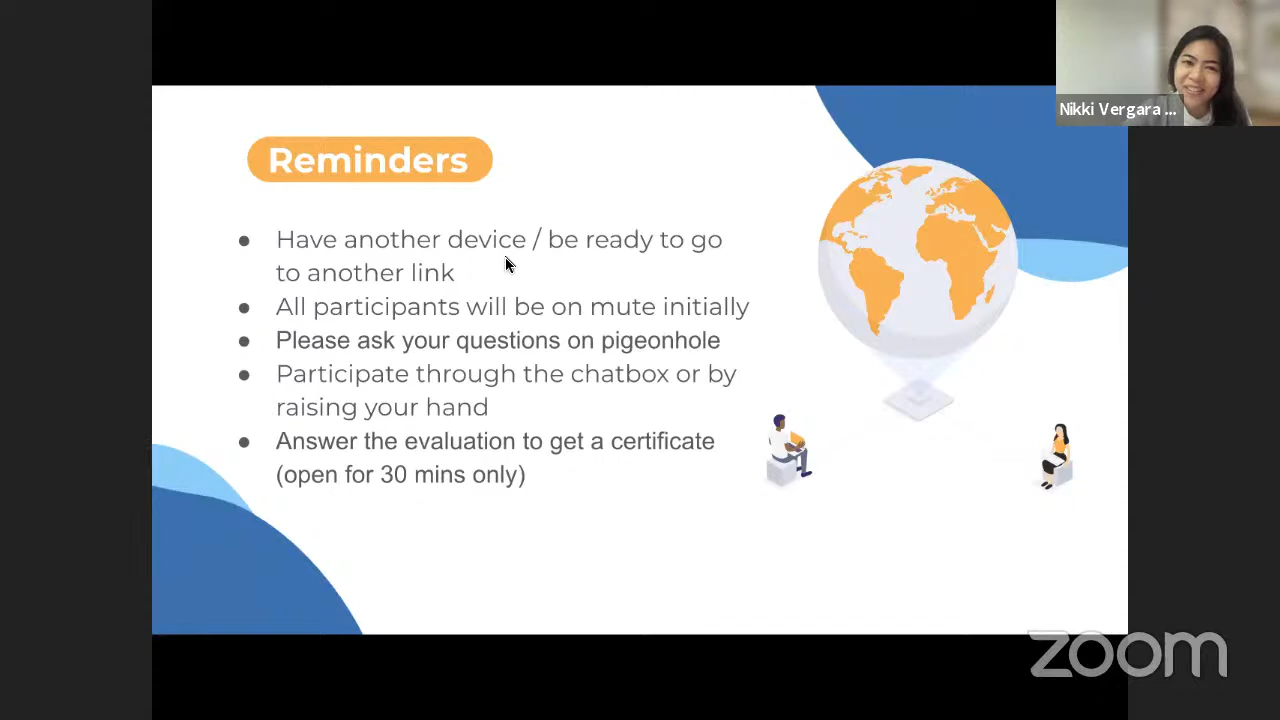 Nikki Vergara ...
Reminders
● Have another device / be ready to go
to another link
● All participants will be on mute initially
● Please ask your questions on pigeonhole
● Participate through the chatbox or by
raising your hand
● Answer the evaluation to get a certificate
(open for 30 mins only)
zoom